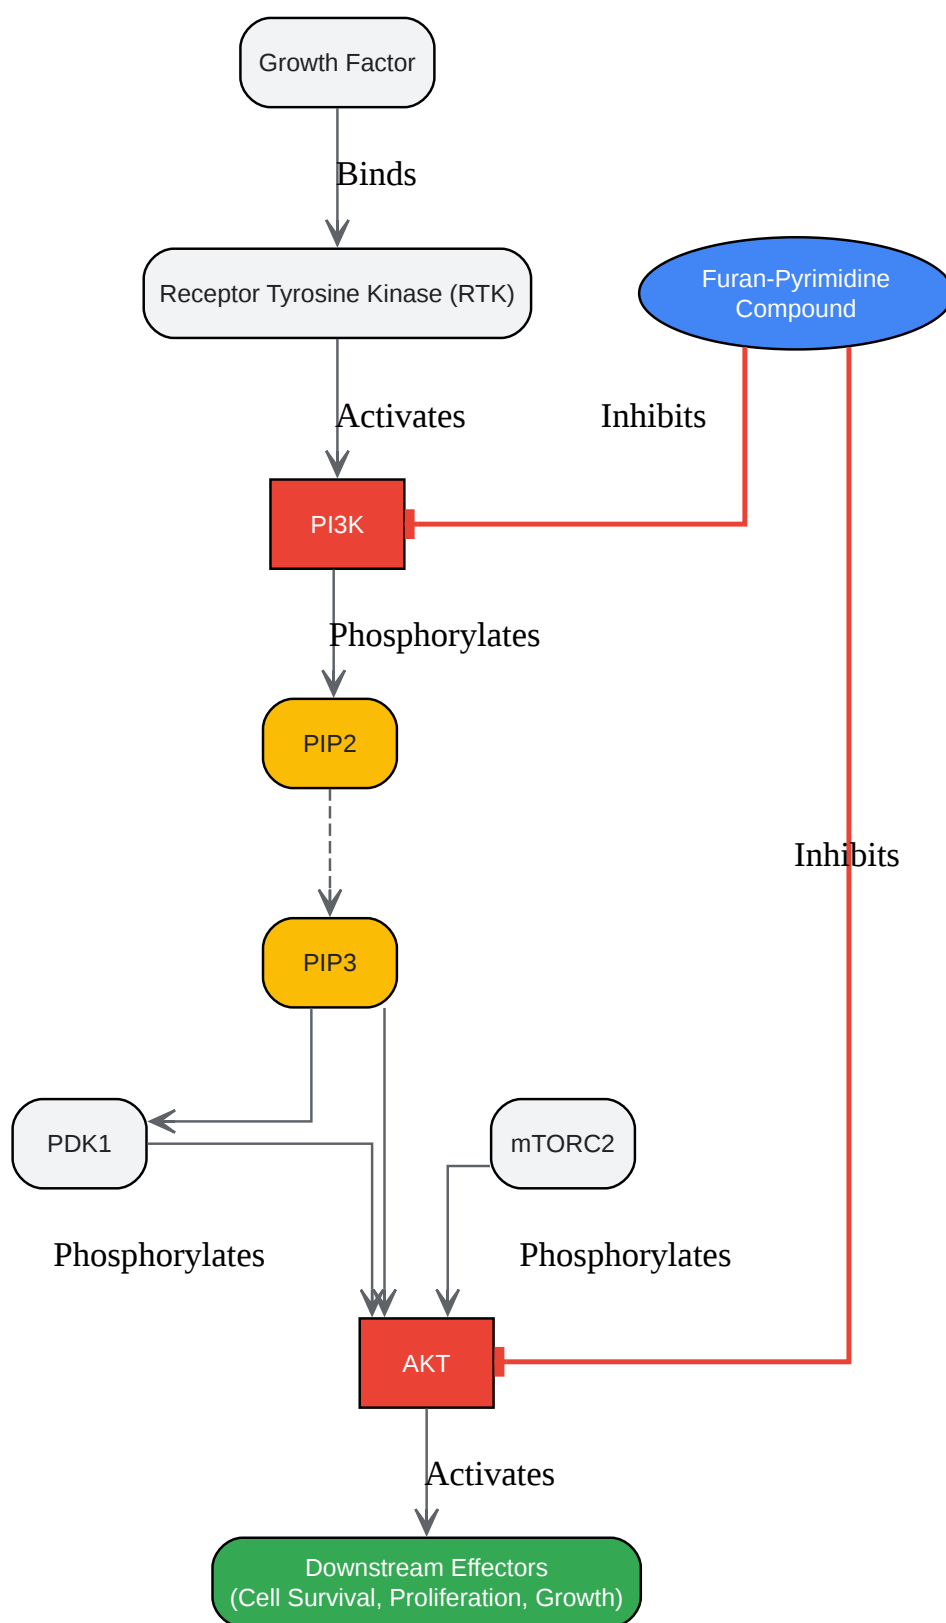 Growth Factor
Binds
Receptor Tyrosine Kinase (RTK)
Furan-Pyrimidine
Compound
Activates
Inhibits
PI3K
Phosphorylates
PIP2
Inhibits
PIP3
PDK1
mTORC2
Phosphorylates
Phosphorylates
AKT
Activates
Downstream Effectors
(Cell Survival, Proliferation, Growth)